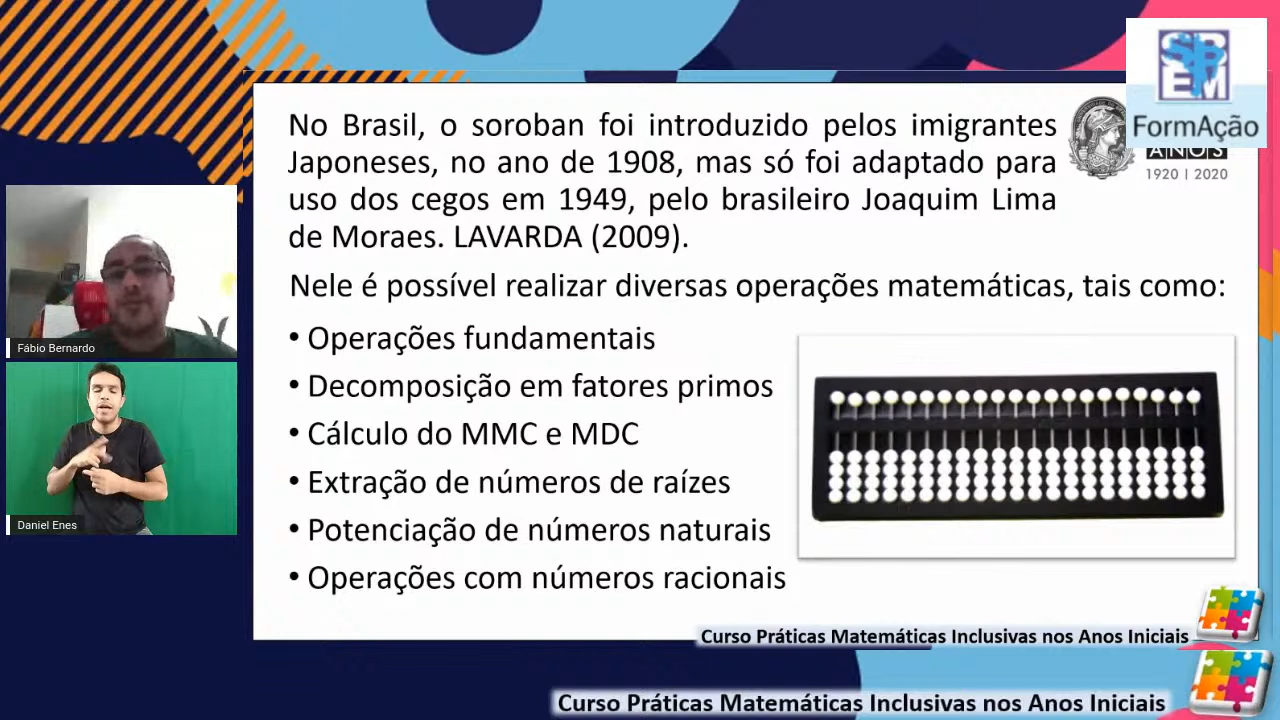 SBEM
FormAção
No Brasil, o soroban foi introduzido pelos imigrantes
Japoneses, no ano de 1908, mas só foi adaptado para
uso dos cegos em 1949, pelo brasileiro Joaquim Lima
de Moraes. LAVARDA (2009).
ANOS
1920 | 2020
Nele é possível realizar diversas operações matemáticas, tais como:
• Operações fundamentais
• Decomposição em fatores primos
• Cálculo do MMC e MDC
• Extração de números de raízes
• Potenciação de números naturais
• Operações com números racionais
Fábio Bernardo
Daniel Enes
Curso Práticas Matemáticas Inclusivas nos Anos Iniciais
Curso Práticas Matemáticas Inclusivas nos Anos Iniciais